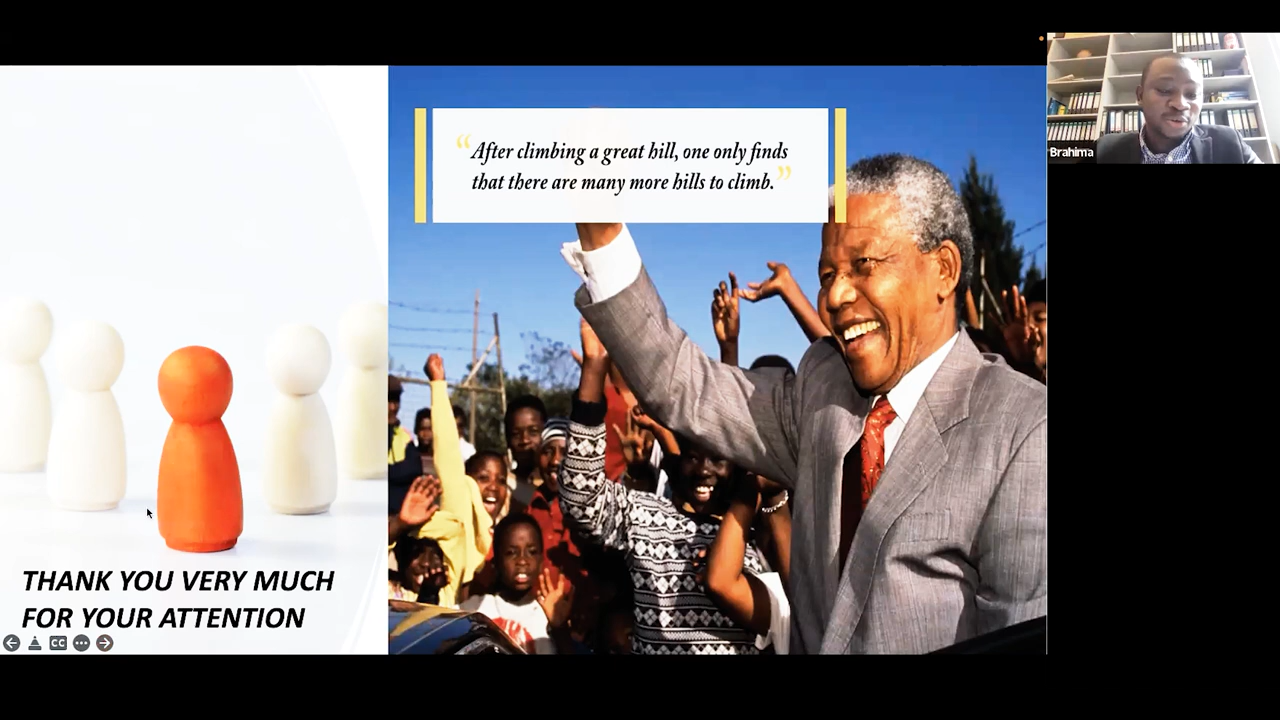 “After climbing a great hill, one only finds
that there are many more hills to climb.”
THANK YOU VERY MUCH
FOR YOUR ATTENTION
CC
Brahima